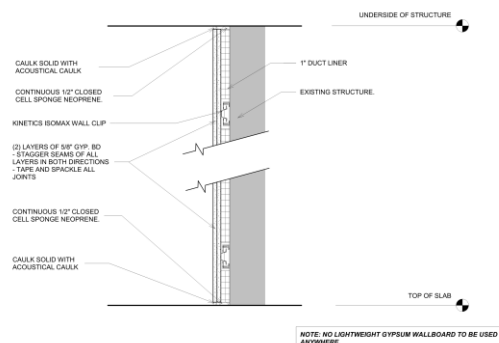 UNDERSIDE OF STRUCTURE
CAULK SOLID WITH
ACOUSTICAL CAULK
1" DUCT LINER
CONTINUOUS 1/2" CLOSED
CELL SPONGE NEOPRENE.
EXISTING STRUCTURE.
KINETICS ISOMAX WALL CLIP
(2) LAYERS OF 5/8" GYP. BD
- STAGGER SEAMS OF ALL
LAYERS IN BOTH DIRECTIONS
- TAPE AND SPACKLE ALL
JOINTS
CONTINUOUS 1/2" CLOSED
CELL SPONGE NEOPRENE.
CAULK SOLID WITH
ACOUSTICAL CAULK
TOP OF SLAB
NOTE: NO LIGHTWEIGHT GYPSUM WALLBOARD TO BE USED
ANYWHERE